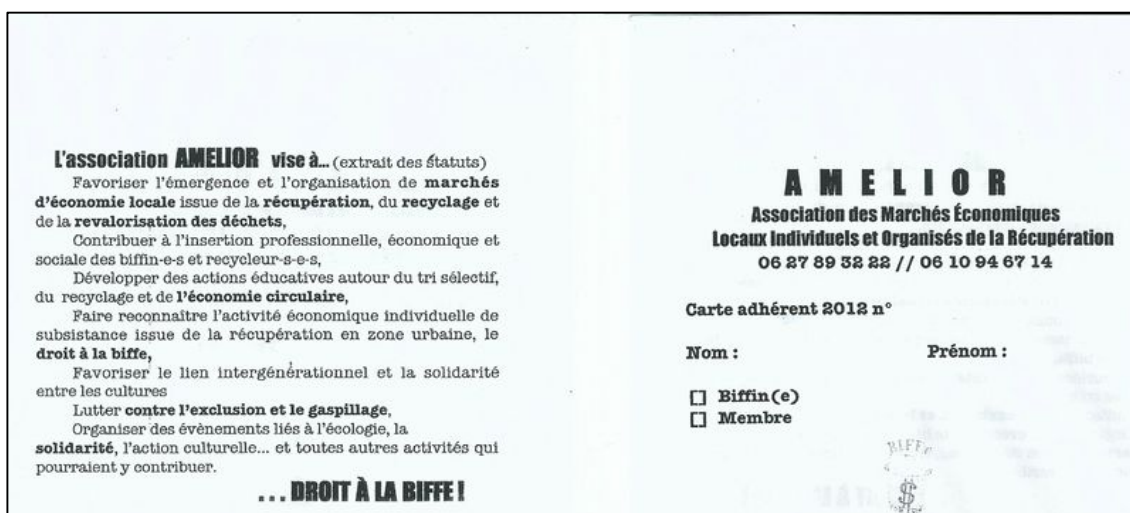 L'association AMELIOR vise à... (extrait des statuts)
Favoriser l'émergence et l'organisation de marchés
d'économie locale issue de la récupération, du recyclage et
de la revalorisation des déchets,
Contribuer à l'insertion professionnelle, économique et
sociale des biffin-e-s et recycleur-s-e-s,
Développer des actions éducatives autour du tri sélectif,
du recyclage et de l'économie circulaire,
Faire reconnaître l'activité économique individuelle de
subsistance issue de la récupération en zone urbaine, le
droit à la biffe,
Favoriser le lien intergénérationnel et la solidarité
entre les cultures
Lutter contre l'exclusion et le gaspillage,
Organiser des évènements liés à l'écologie, la
solidarité, l'action culturelle... et toutes autres activités qui
pourraient y contribuer.
...DROIT À LA BIFFE !
AMELIOR
Association des Marchés Économiques
Locaux Individuels et Organisés de la Récupération
06 27 89 32 22 // 06 10 94 67 14
Carte adhérent 2012 n°
Nom : Prénom :
[] Biffin(e)
[] Membre
BIFFE
$